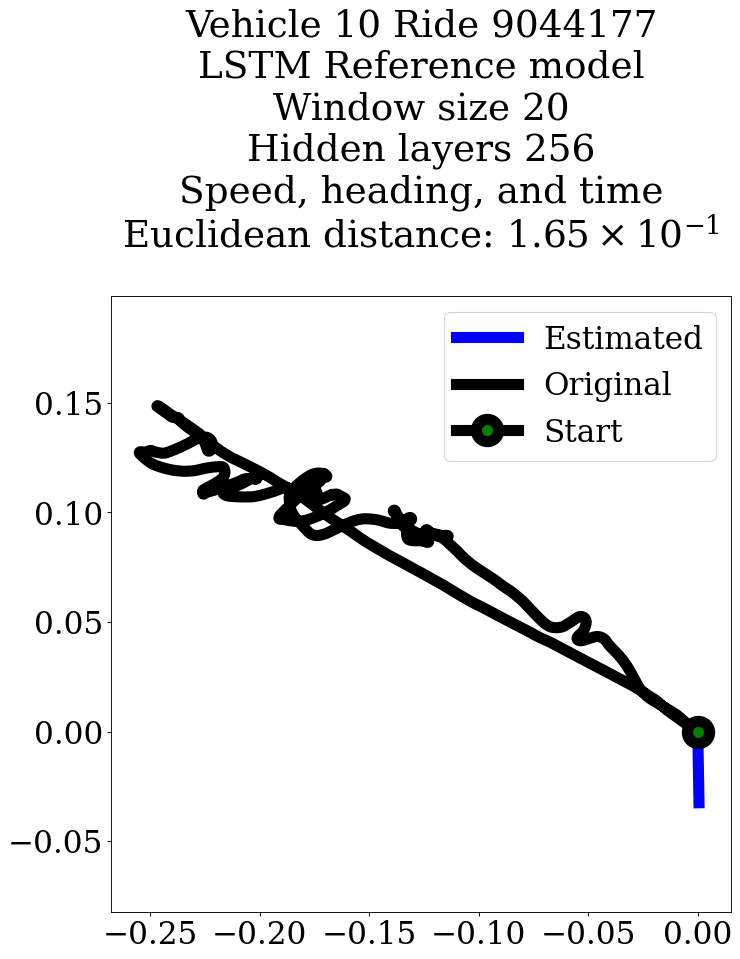 Vehicle 10 Ride 9044177
LSTM Reference model
Window size 20
Hidden layers 256
Speed, heading, and time
Euclidean distance: 1.65 × 10⁻¹
Estimated
Original
Start
0.15
0.10
0.05
0.00
−0.05
−0.25 −0.20 −0.15 −0.10 −0.05 0.00